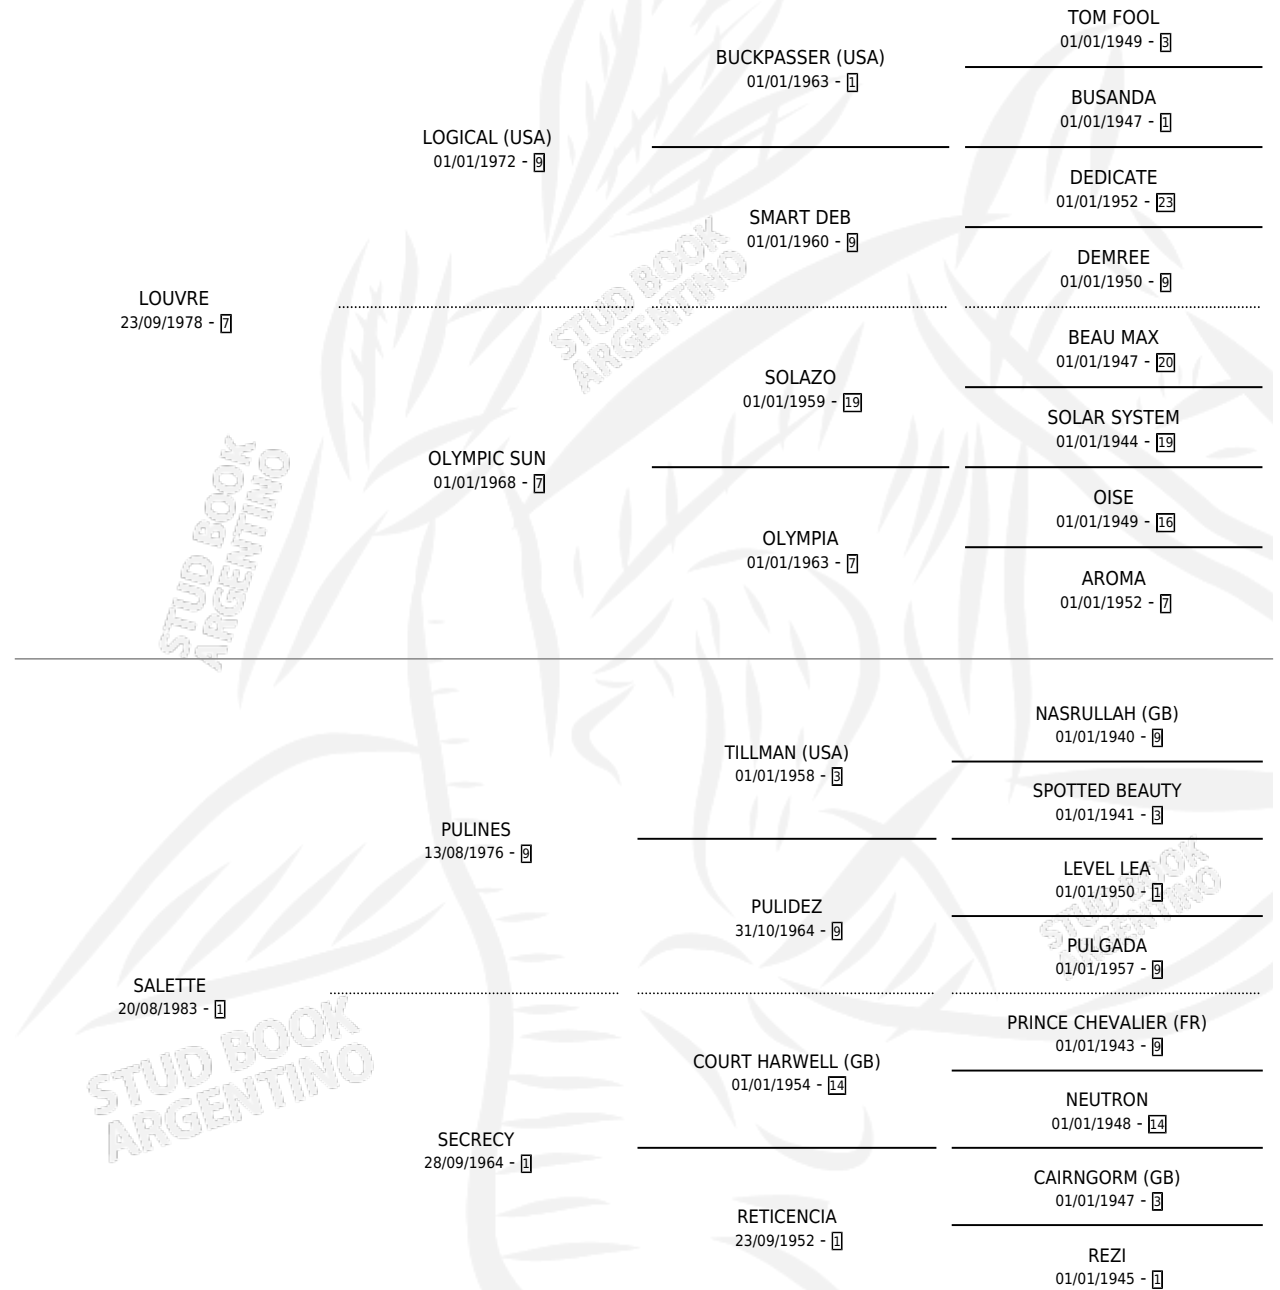 TOM FOOL
01/01/1949 - 3
BUCKPASSER (USA)
01/01/1963 - 1
BUSANDA
01/01/1947 - 1
LOGICAL (USA)
01/01/1972 - 9
DEDICATE
01/01/1952 - 23
SMART DEB
01/01/1960 - 9
DEMREE
01/01/1950 - 9
LOUVRE
23/09/1978 - 7
STUD BOOK
ARGENTINO
BEAU MAX
01/01/1947 - 20
SOLAZO
01/01/1959 - 19
SOLAR SYSTEM
01/01/1944 - 19
OLYMPIC SUN
01/01/1968 - 7
OISE
01/01/1949 - 16
OLYMPIA
01/01/1963 - 7
AROMA
01/01/1952 - 7
STUD BOOK
ARGENTINO
NASRULLAH (GB)
01/01/1940 - 9
TILLMAN (USA)
01/01/1958 - 3
SPOTTED BEAUTY
01/01/1941 - 3
PULINES
13/08/1976 - 9
LEVEL LEA
01/01/1950 - 1
PULIDEZ
31/10/1964 - 9
PULGADA
01/01/1957 - 9
STUD BOOK
ARGENTINO
SALETTE
20/08/1983 - 1
PRINCE CHEVALIER (FR)
01/01/1943 - 9
COURT HARWELL (GB)
01/01/1954 - 14
NEUTRON
01/01/1948 - 14
STUD BOOK
ARGENTINO
SECRECY
28/09/1964 - 1
CAIRNGORM (GB)
01/01/1947 - 3
RETICENCIA
23/09/1952 - 1
REZI
01/01/1945 - 1